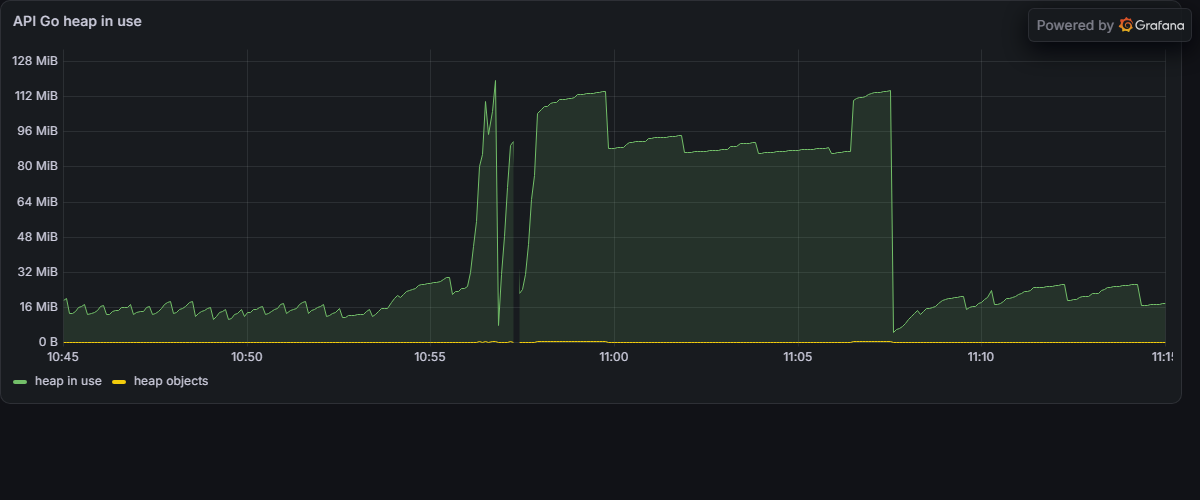 API Go heap in use
Powered by Grafana
128 MiB
112 MiB
96 MiB
80 MiB
64 MiB
48 MiB
32 MiB
16 MiB
0 B
10:45 10:50 10:55 11:00 11:05 11:10 11:1
heap in use heap objects